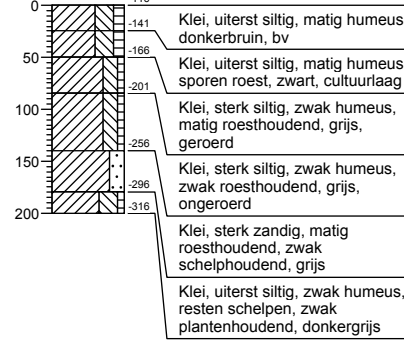 0
-141
Klei, uiterst siltig, matig humeus
donkerbruin, bv
50
-166
Klei, uiterst siltig, matig humeus
sporen roest, zwart, cultuurlaag
-201
Klei, sterk siltig, zwak humeus,
matig roesthoudend, grijs,
geroerd
100
150
-256
Klei, sterk siltig, zwak humeus,
zwak roesthoudend, grijs,
ongeroerd
-296
200
-316
Klei, sterk zandig, matig
roesthoudend, zwak
schelphoudend, grijs
Klei, uiterst siltig, zwak humeus,
resten schelpen, zwak
plantenhoudend, donkergrijs